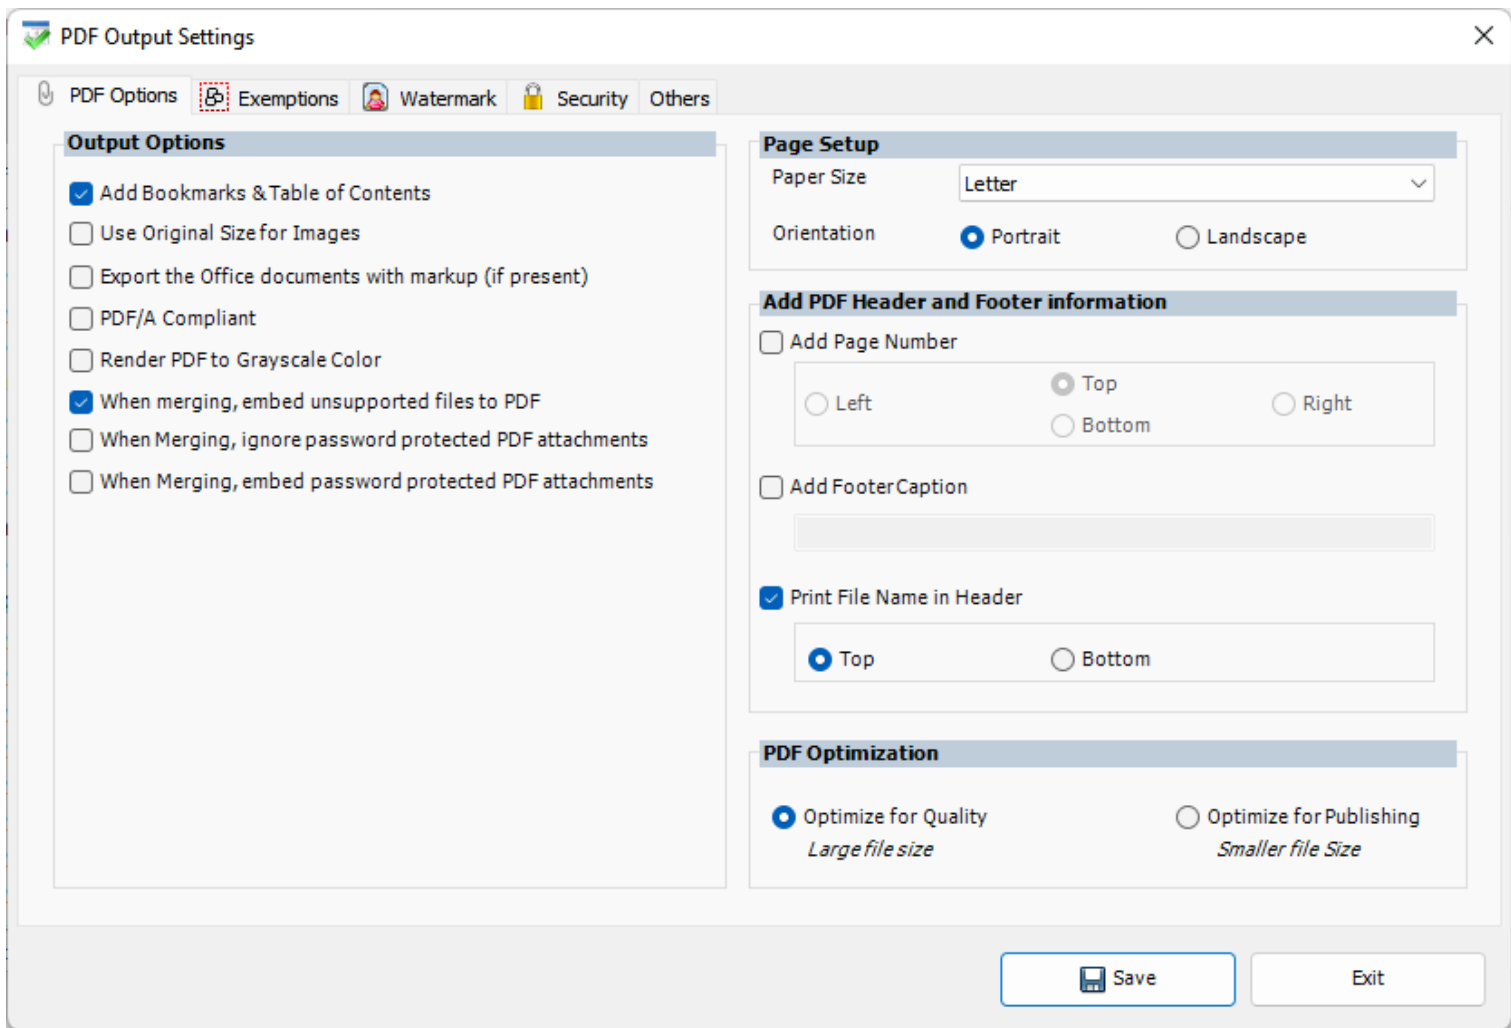 PDF Output Settings
PDF Options Exemptions Watermark Security Others
Output Options
Add Bookmarks & Table of Contents
Use Original Size for Images
Export the Office documents with markup (if present)
PDF/A Compliant
Render PDF to Grayscale Color
When merging, embed unsupported files to PDF
When Merging, ignore password protected PDF attachments
When Merging, embed password protected PDF attachments
Page Setup
Paper Size Letter
Orientation Portrait Landscape
Add PDF Header and Footer information
Add Page Number
Left Top Right
Bottom
Add Footer Caption
Print File Name in Header
Top Bottom
PDF Optimization
Optimize for Quality Optimize for Publishing
Large file size Smaller file Size
Save Exit